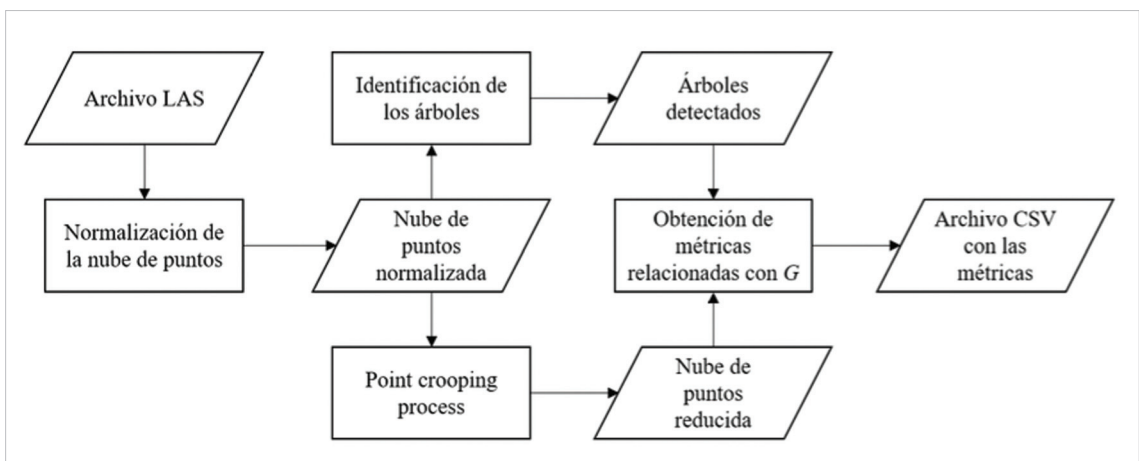 Archivo LAS
Identificación de
los árboles
Árboles
detectados
Normalización de
la nube de puntos
Nube de
puntos
normalizada
Obtención de
métricas
relacionadas con G
Archivo CSV
con las
métricas
Point crooping
process
Nube de
puntos
reducida